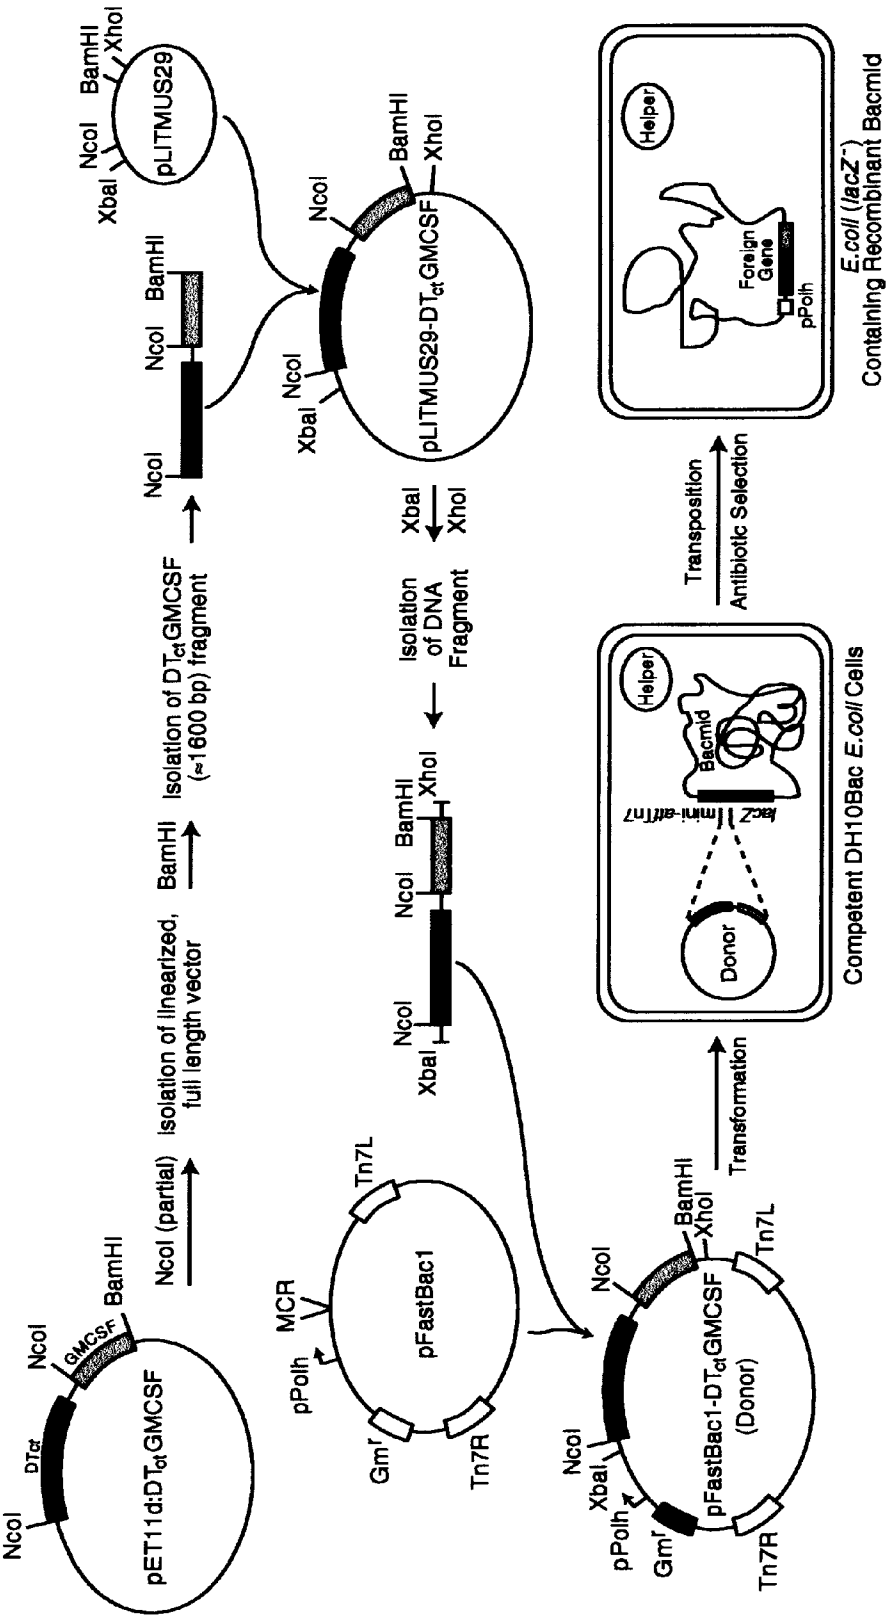 NcoI
DTct
NcoI
GMCSF
BamHI
pET11d:DTctGMCSF
NcoI (partial)
Isolation of linearized,
full length vector
BamHI
Isolation of DTctGMCSF
(≈1600 bp) fragment
NcoI
NcoI
BamHI
XbaI
NcoI
BamHI
XhoI
pLITMUS29
XbaI
NcoI
NcoI
BamHI
XhoI
pLITMUS29-DTctGMCSF
XbaI
XhoI
Isolation
of DNA
Fragment
XbaI
NcoI
NcoI
BamHI
XhoI
pPolh
MCR
Tn7L
Gmr
Tn7R
pFastBac1
pPolh
XbaI
NcoI
NcoI
BamHI
XhoI
Gmr
Tn7R
Tn7L
pFastBac1-DTctGMCSF
(Donor)
Transformation
Donor
lacZ
mini-attTn7
Bacmid
Helper
Competent DH10Bac E.coli Cells
Transposition
Antibiotic Selection
Helper
Foreign
Gene
pPolh
E.coli (lacZ-)
Containing Recombinant Bacmid